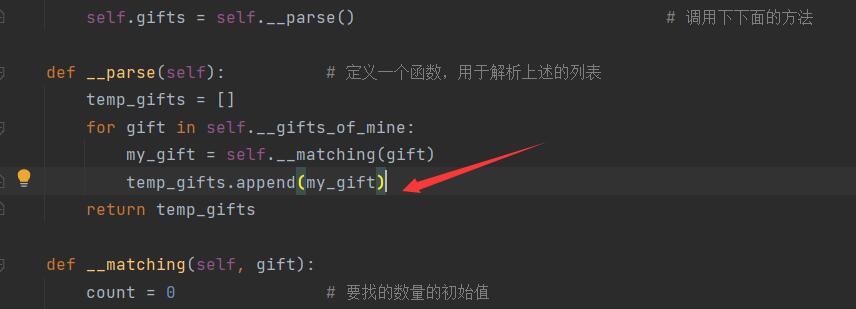 self.gifts = self.__parse() # 调用下下面的方法
def __parse(self): # 定义一个函数，用于解析上述的列表
temp_gifts = []
for gift in self.__gifts_of_mine:
my_gift = self.__matching(gift)
temp_gifts.append(my_gift)
return temp_gifts
def __matching(self, gift):
count = 0 # 要找的数量的初始值